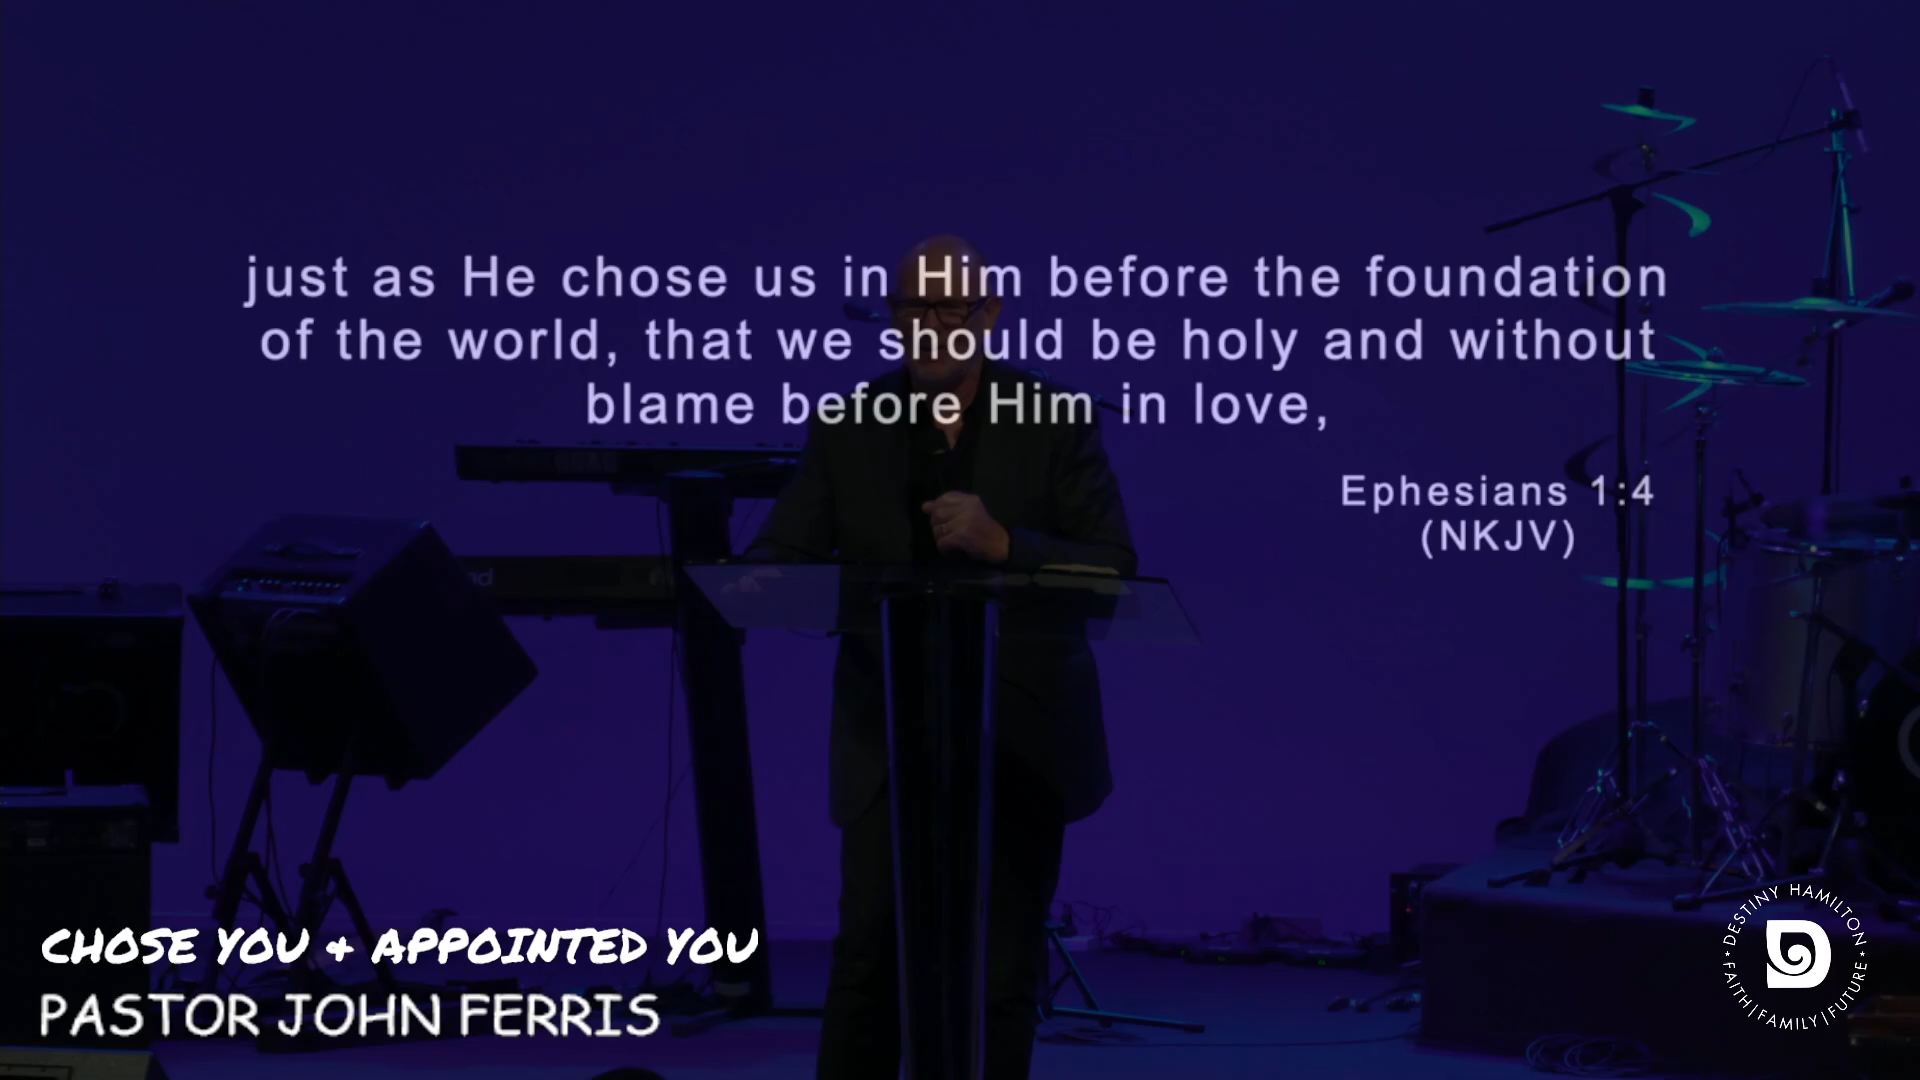 just as He chose us in Him before the foundation
of the world, that we should be holy and without
blame before Him in love,
Ephesians 1:4
(NKJV)
CHOSE YOU + APPOINTED YOU
PASTOR JOHN FERRIS
DESTINY HAMILTON
FAITH | FAMILY | FUTURE